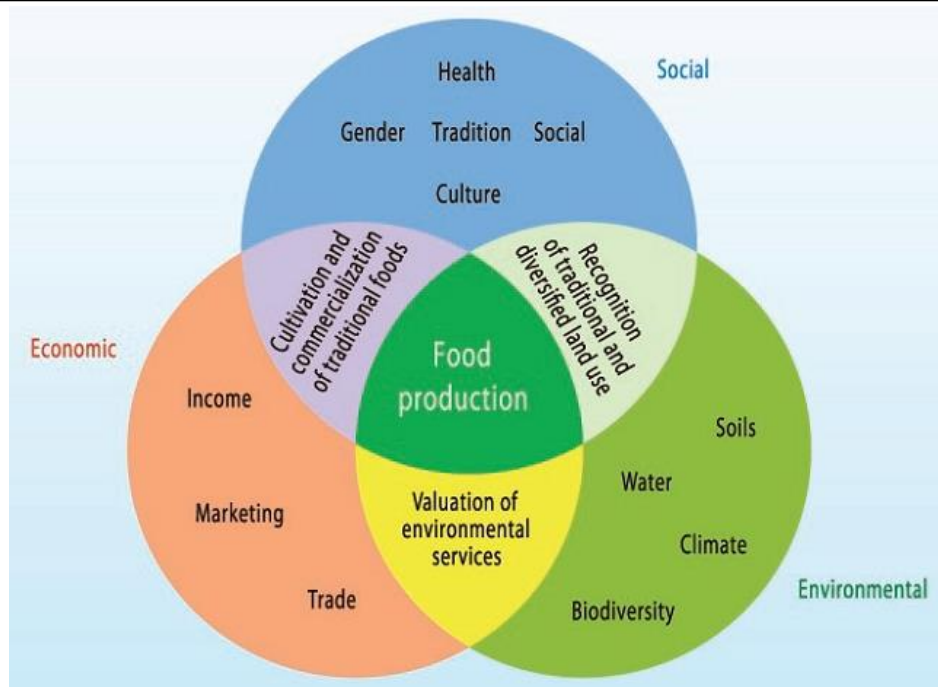 Health
Social
Gender Tradition Social
Culture
Cultivation and
commercialization
of traditional foods
Recognition
of traditional and
diversified land use
Economic
Food
production
Income
Marketing
Trade
Valuation of
environmental
services
Soils
Water
Climate
Biodiversity
Environmental